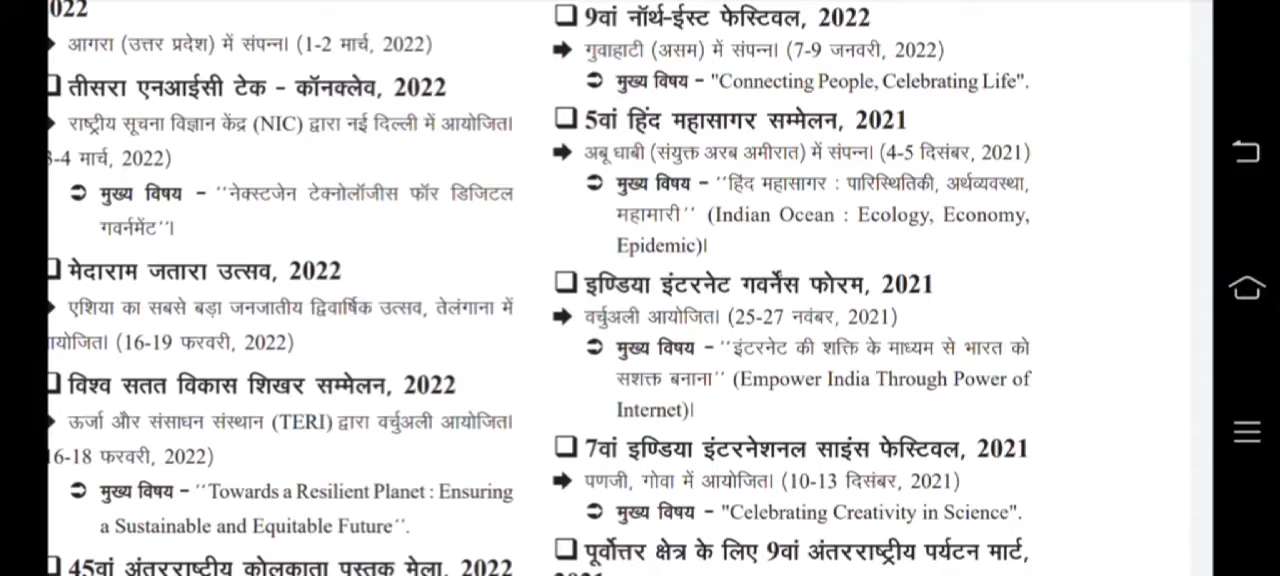 022
आगरा (उत्तर प्रदेश) में संपन्न। (1-2 मार्च, 2022)
तीसरा एनआईसी टेक - कॉनक्लेव, 2022
राष्ट्रीय सूचना विज्ञान केंद्र (NIC) द्वारा नई दिल्ली में आयोजित।
3-4 मार्च, 2022)
➲ मुख्य विषय - ''नेक्स्टजेन टेक्नोलॉजीस फॉर डिजिटल
गवर्नमेंट''।
मेदाराम जतारा उत्सव, 2022
एशिया का सबसे बड़ा जनजातीय द्विवार्षिक उत्सव, तेलंगाना में
योजित। (16-19 फरवरी, 2022)
विश्व सतत विकास शिखर सम्मेलन, 2022
ऊर्जा और संसाधन संस्थान (TERI) द्वारा वर्चुअली आयोजित।
16-18 फरवरी, 2022)
➲ मुख्य विषय - ''Towards a Resilient Planet : Ensuring
a Sustainable and Equitable Future''.
45वां अंतरराष्ट्रीय कोलकाता पुस्तक मेला, 2022
❑ 9वां नॉर्थ-ईस्ट फेस्टिवल, 2022
➡ गुवाहाटी (असम) में संपन्न। (7-9 जनवरी, 2022)
➲ मुख्य विषय - "Connecting People, Celebrating Life".
❑ 5वां हिंद महासागर सम्मेलन, 2021
➡ अबू धाबी (संयुक्त अरब अमीरात) में संपन्न। (4-5 दिसंबर, 2021)
➲ मुख्य विषय - ''हिंद महासागर : पारिस्थितिकी, अर्थव्यवस्था,
महामारी'' (Indian Ocean : Ecology, Economy,
Epidemic)।
❑ इण्डिया इंटरनेट गवर्नेंस फोरम, 2021
➡ वर्चुअली आयोजित। (25-27 नवंबर, 2021)
➲ मुख्य विषय - ''इंटरनेट की शक्ति के माध्यम से भारत को
सशक्त बनाना'' (Empower India Through Power of
Internet)।
❑ 7वां इण्डिया इंटरनेशनल साइंस फेस्टिवल, 2021
➡ पणजी, गोवा में आयोजित। (10-13 दिसंबर, 2021)
➲ मुख्य विषय - "Celebrating Creativity in Science".
❑ पूर्वोत्तर क्षेत्र के लिए 9वां अंतरराष्ट्रीय पर्यटन मार्ट,